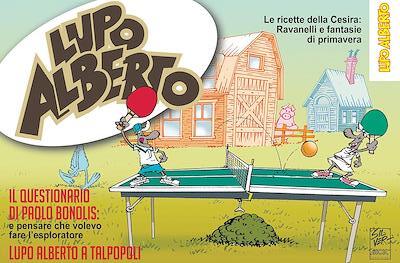 LUPO
ALBERTO
Le ricette della Cesira:
Ravanelli e fantasie
di primavera
LUPO ALBERTO
IL QUESTIONARIO
DI PAOLO BONOLIS:
e pensare che volevo
fare l'esploratore
LUPO ALBERTO A TALPOPOLI
SILVER